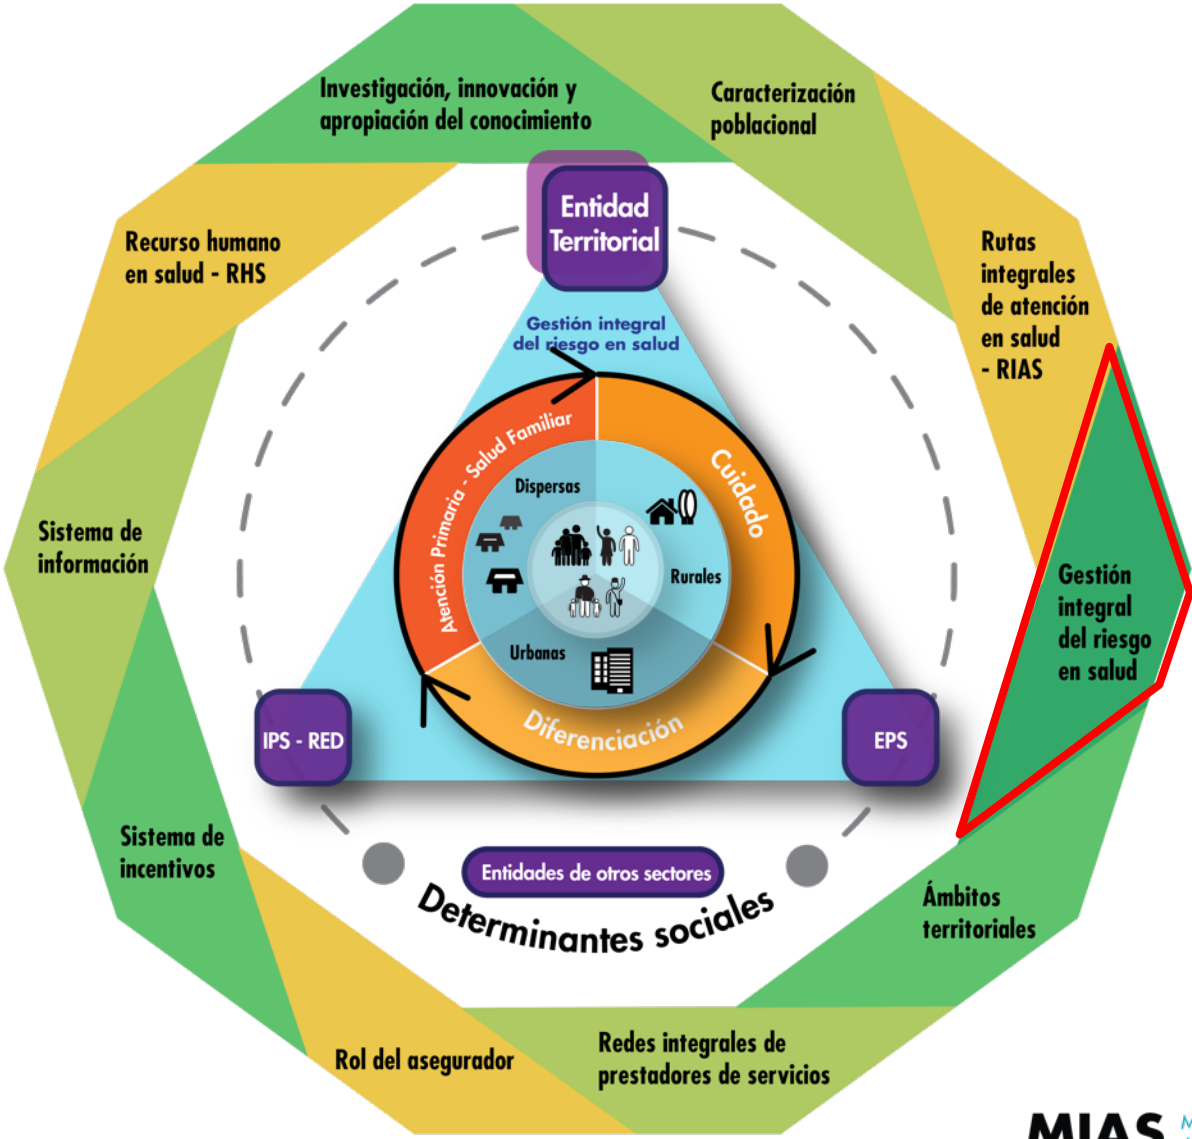 Investigación, innovación y
apropiación del conocimiento
Caracterización
poblacional
Rutas
integrales
de atención
en salud
- RIAS
Gestión
integral
del riesgo
en salud
Ámbitos
territoriales
Redes integrales de
prestadores de servicios
Rol del asegurador
Sistema de
incentivos
Sistema de
información
Recurso humano
en salud - RHS
Entidad
Territorial
Gestión integral
del riesgo en salud
Atención Primaria - Salud Familiar
Cuidado
Diferenciación
Dispersas
Rurales
Urbanas
IPS - RED
EPS
Entidades de otros sectores
Determinantes sociales
MIAS